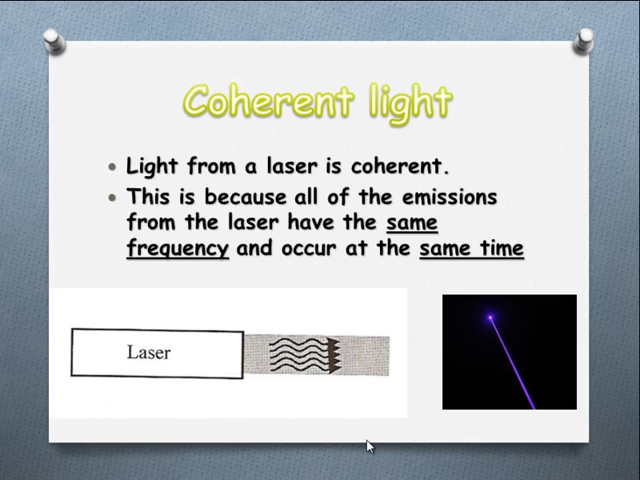 Coherent light
• Light from a laser is coherent.
• This is because all of the emissions
from the laser have the same
frequency and occur at the same time
Laser